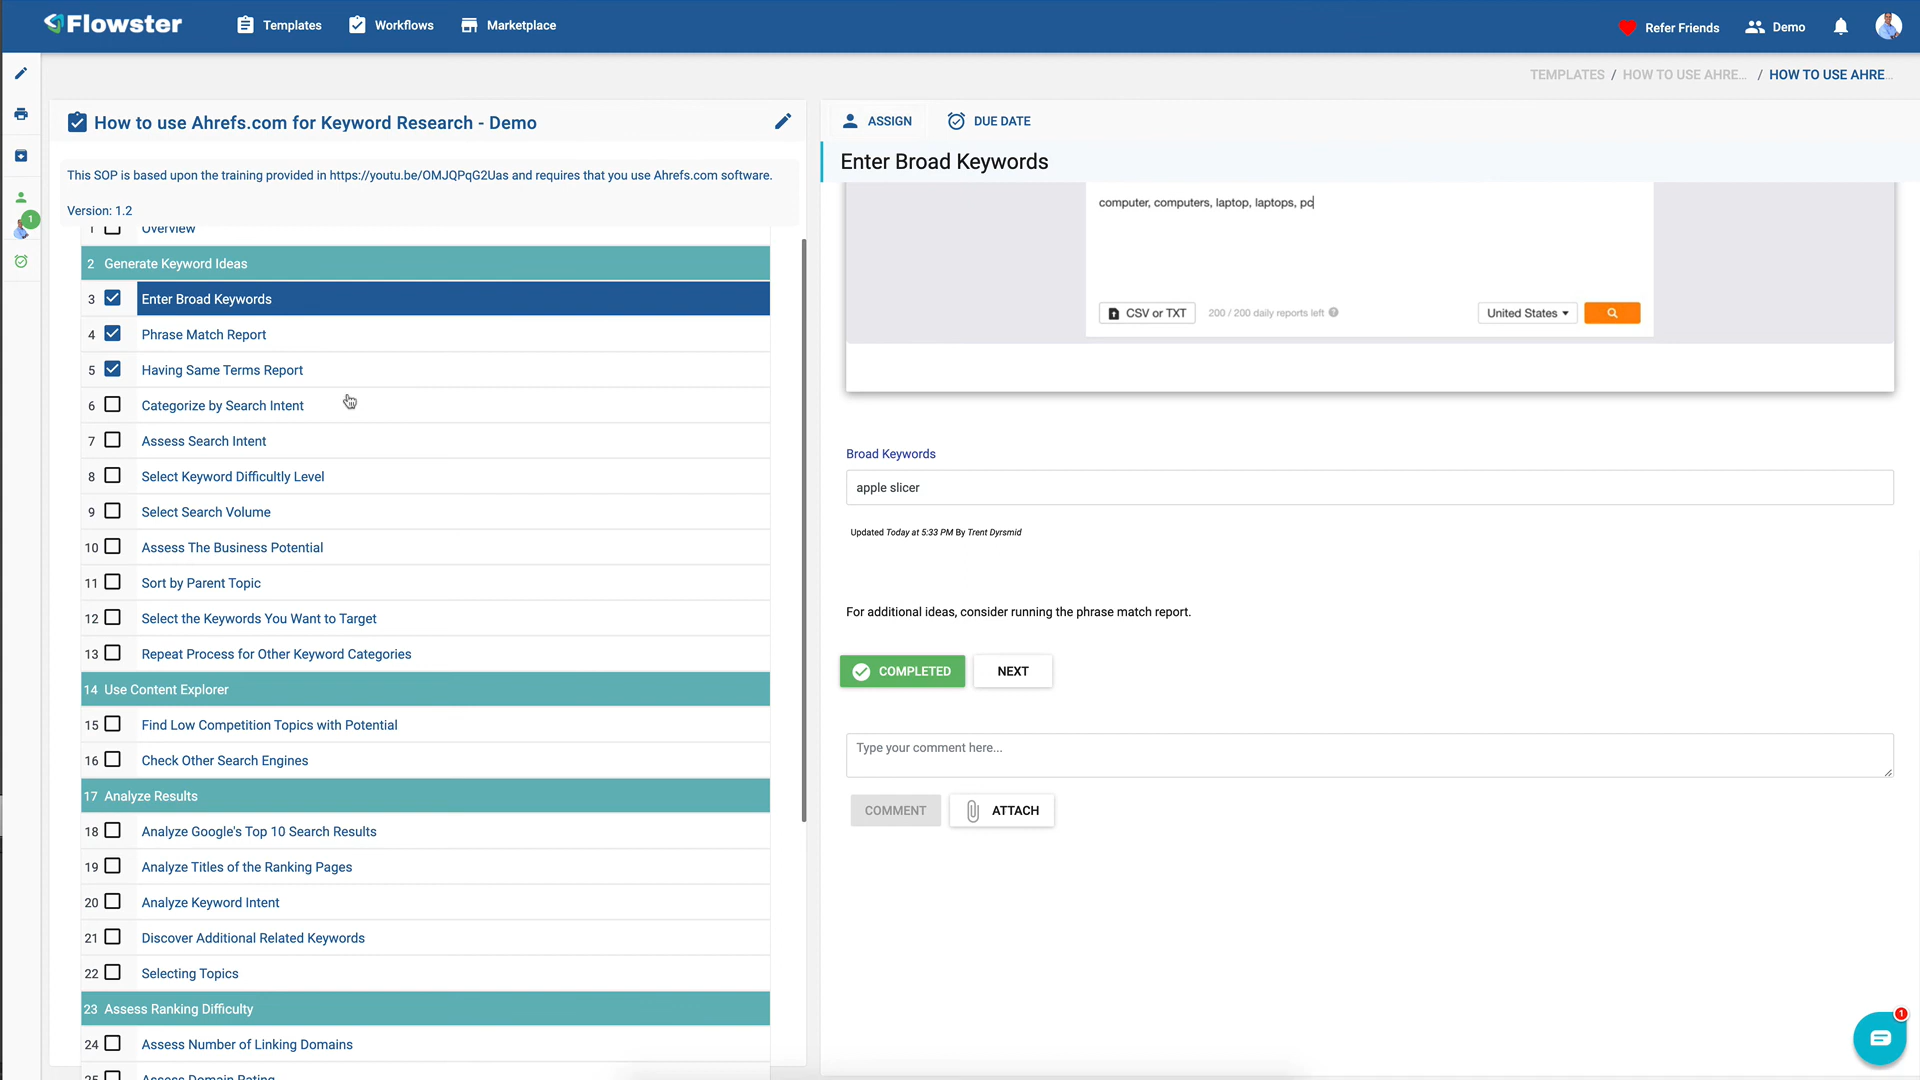 Flowster
Templates
Workflows
Marketplace
Refer Friends
Demo
TEMPLATES / HOW TO USE AHRE... / HOW TO USE AHRE...
How to use Ahrefs.com for Keyword Research - Demo
This SOP is based upon the training provided in https://youtu.be/OMJQPqG2Uas and requires that you use Ahrefs.com software.
Version: 1.2
1
1 Overview
2 Generate Keyword Ideas
3 Enter Broad Keywords
4 Phrase Match Report
5 Having Same Terms Report
6 Categorize by Search Intent
7 Assess Search Intent
8 Select Keyword Difficultly Level
9 Select Search Volume
10 Assess The Business Potential
11 Sort by Parent Topic
12 Select the Keywords You Want to Target
13 Repeat Process for Other Keyword Categories
14 Use Content Explorer
15 Find Low Competition Topics with Potential
16 Check Other Search Engines
17 Analyze Results
18 Analyze Google's Top 10 Search Results
19 Analyze Titles of the Ranking Pages
20 Analyze Keyword Intent
21 Discover Additional Related Keywords
22 Selecting Topics
23 Assess Ranking Difficulty
24 Assess Number of Linking Domains
25 Assess Domain Rating
ASSIGN
DUE DATE
Enter Broad Keywords
computer, computers, laptop, laptops, pc
CSV or TXT
200 / 200 daily reports left
United States
Broad Keywords
apple slicer
Updated Today at 5:33 PM By Trent Dyrsmid
For additional ideas, consider running the phrase match report.
COMPLETED
NEXT
Type your comment here...
COMMENT
ATTACH
1